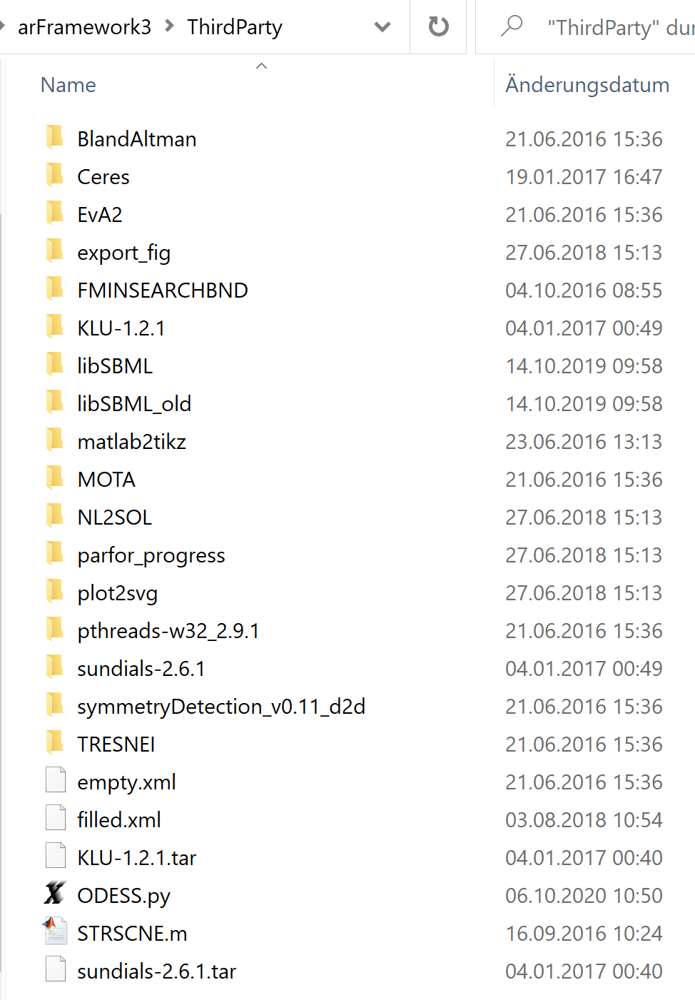 arFramework3 ThirdParty "ThirdParty" dur
Name Änderungsdatum
BlandAltman 21.06.2016 15:36
Ceres 19.01.2017 16:47
EvA2 21.06.2016 15:36
export_fig 27.06.2018 15:13
FMINSEARCHBND 04.10.2016 08:55
KLU-1.2.1 04.01.2017 00:49
libSBML 14.10.2019 09:58
libSBML_old 14.10.2019 09:58
matlab2tikz 23.06.2016 13:13
MOTA 21.06.2016 15:36
NL2SOL 27.06.2018 15:13
parfor_progress 27.06.2018 15:13
plot2svg 27.06.2018 15:13
pthreads-w32_2.9.1 21.06.2016 15:36
sundials-2.6.1 04.01.2017 00:49
symmetryDetection_v0.11_d2d 21.06.2016 15:36
TRESNEI 21.06.2016 15:36
empty.xml 21.06.2016 15:36
filled.xml 03.08.2018 10:54
KLU-1.2.1.tar 04.01.2017 00:40
ODESS.py 06.10.2020 10:50
STRSCNE.m 16.09.2016 10:24
sundials-2.6.1.tar 04.01.2017 00:40